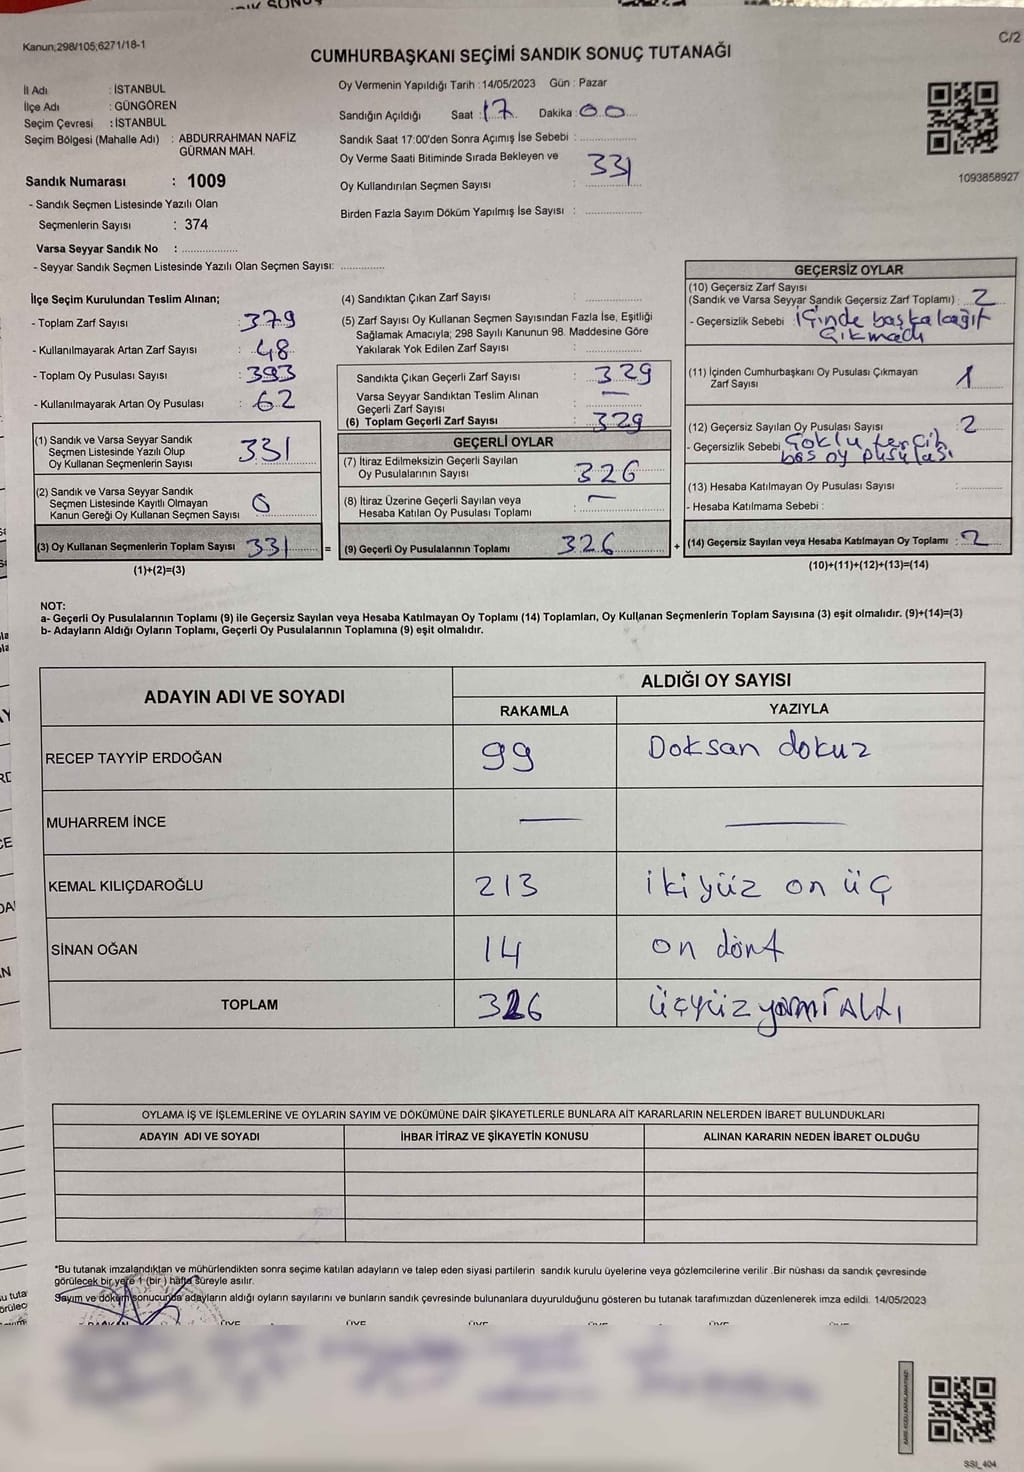 Kanun;298/105;6271/18-1
C/2
CUMHURBAŞKANI SEÇİMİ SANDIK SONUÇ TUTANAĞI
İl Adı : İSTANBUL
İlçe Adı : GÜNGÖREN
Seçim Çevresi : İSTANBUL
Seçim Bölgesi (Mahalle Adı) : ABDURRAHMAN NAFİZ
GÜRMAN MAH.
Sandık Numarası : 1009
- Sandık Seçmen Listesinde Yazılı Olan
Seçmenlerin Sayısı : 374
Varsa Seyyar Sandık No :
- Seyyar Sandık Seçmen Listesinde Yazılı Olan Seçmen Sayısı:
Oy Vermenin Yapıldığı Tarih : 14/05/2023 Gün : Pazar
Sandığın Açıldığı Saat : 17 Dakika : 00
Sandık Saat 17:00'den Sonra Açımış İse Sebebi :
Oy Verme Saati Bitiminde Sırada Bekleyen ve
Oy Kullandırılan Seçmen Sayısı : 331
Birden Fazla Sayım Döküm Yapılmış İse Sayısı :
1093858927
İlçe Seçim Kurulundan Teslim Alınan;
- Toplam Zarf Sayısı : 379
- Kullanılmayarak Artan Zarf Sayısı : 48
- Toplam Oy Pusulası Sayısı : 393
- Kullanılmayarak Artan Oy Pusulası : 62
(1) Sandık ve Varsa Seyyar Sandık
Seçmen Listesinde Yazılı Olup
Oy Kullanan Seçmenlerin Sayısı 331
(2) Sandık ve Varsa Seyyar Sandık
Seçmen Listesinde Kayıtlı Olmayan
Kanun Gereği Oy Kullanan Seçmen Sayısı 0
(3) Oy Kullanan Seçmenlerin Toplam Sayısı 331
(1)+(2)=(3)
=
(4) Sandıktan Çıkan Zarf Sayısı :
(5) Zarf Sayısı Oy Kullanan Seçmen Sayısından Fazla İse, Eşitliği
Sağlamak Amacıyla; 298 Sayılı Kanunun 98. Maddesine Göre
Yakılarak Yok Edilen Zarf Sayısı :
Sandıkta Çıkan Geçerli Zarf Sayısı : 329
Varsa Seyyar Sandıktan Teslim Alınan
Geçerli Zarf Sayısı : —
(6) Toplam Geçerli Zarf Sayısı : 329
GEÇERLİ OYLAR
(7) İtiraz Edilmeksizin Geçerli Sayılan
Oy Pusulalarının Sayısı : 326
(8) İtiraz Üzerine Geçerli Sayılan veya
Hesaba Katılan Oy Pusulası Toplamı : —
(9) Geçerli Oy Pusulalarının Toplamı 326
+
GEÇERSİZ OYLAR
(10) Geçersiz Zarf Sayısı
(Sandık ve Varsa Seyyar Sandık Geçersiz Zarf Toplamı) : 2
- Geçersizlik Sebebi : içinde başka kağıt
çıkmadı
(11) İçinden Cumhurbaşkanı Oy Pusulası Çıkmayan
Zarf Sayısı : 1
(12) Geçersiz Sayılan Oy Pusulası Sayısı : 2
- Geçersizlik Sebebi : Çoklu tercih
boş oy pusulası
(13) Hesaba Katılmayan Oy Pusulası Sayısı :
- Hesaba Katılmama Sebebi :
(14) Geçersiz Sayılan veya Hesaba Katılmayan Oy Toplamı : 2
(10)+(11)+(12)+(13)=(14)
NOT:
a- Geçerli Oy Pusulalarının Toplamı (9) ile Geçersiz Sayılan veya Hesaba Katılmayan Oy Toplamı (14) Toplamları, Oy Kullanan Seçmenlerin Toplam Sayısına (3) eşit olmalıdır. (9)+(14)=(3)
b- Adayların Aldığı Oyların Toplamı, Geçerli Oy Pusulalarının Toplamına (9) eşit olmalıdır.
ADAYIN ADI VE SOYADI
ALDIĞI OY SAYISI
RAKAMLA YAZIYLA
RECEP TAYYİP ERDOĞAN 99 Doksan dokuz
MUHARREM İNCE — —
KEMAL KILIÇDAROĞLU 213 iki yüz on üç
SİNAN OĞAN 14 on dört
TOPLAM 326 üçyüz yirmi Altı
OYLAMA İŞ VE İŞLEMLERİNE VE OYLARIN SAYIM VE DÖKÜMÜNE DAİR ŞİKAYETLERLE BUNLARA AİT KARARLARIN NELERDEN İBARET BULUNDUKLARI
ADAYIN ADI VE SOYADI İHBAR İTİRAZ VE ŞİKAYETİN KONUSU ALINAN KARARIN NEDEN İBARET OLDUĞU
*Bu tutanak imzalandıktan ve mühürlendikten sonra seçime katılan adayların ve talep eden siyasi partilerin sandık kurulu üyelerine veya gözlemcilerine verilir .Bir nüshası da sandık çevresinde
görülecek bir yere 1 (bir ) hafta süreyle asılır.
Sayım ve döküm sonucunda adayların aldığı oyların sayılarını ve bunların sandık çevresinde bulunanlara duyurulduğunu gösteren bu tutanak tarafımızdan düzenlenerek imza edildi. 14/05/2023
SSI_404